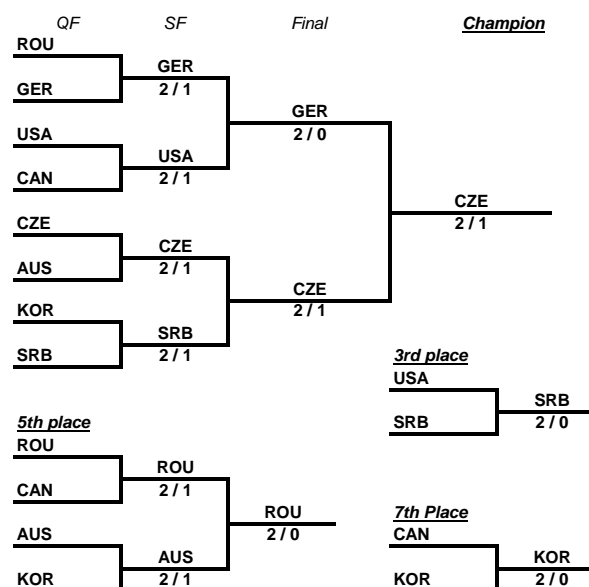 QF SF Final Champion
ROU
GER
2 / 1
GER
GER
2 / 0
USA
USA
2 / 1
CAN
CZE
2 / 1
CZE
CZE
2 / 1
AUS
CZE
2 / 1
KOR
SRB
2 / 1
SRB
3rd place
USA
SRB
2 / 0
SRB
5th place
ROU
ROU
2 / 1
CAN
ROU
2 / 0
AUS
AUS
2 / 1
KOR
7th Place
CAN
KOR
2 / 0
KOR